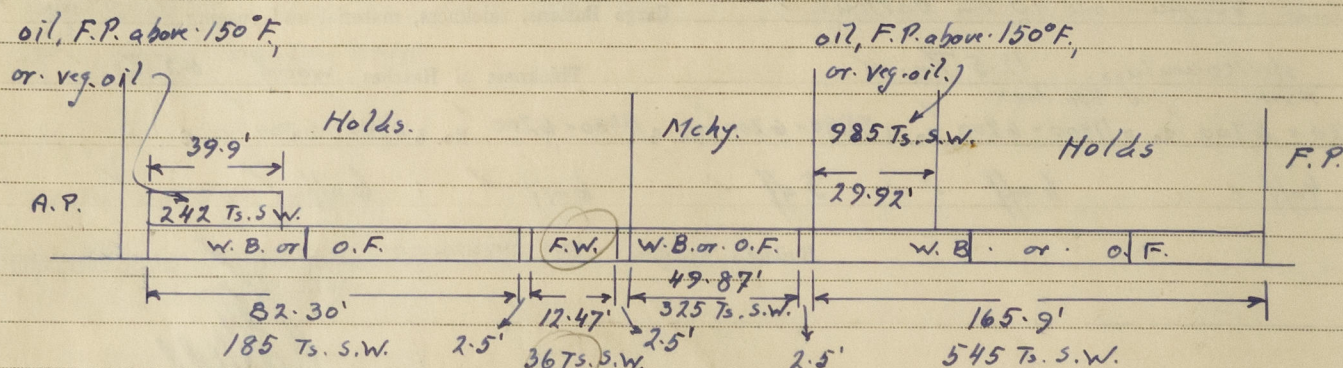 oil, F.P. above 150°F,
or veg. oil
oil, F.P. above 150°F,
or veg. oil.
Holds.
Mchy.
985 Ts. S.W.
Holds
F.P.
39.9'
29.92'
A.P.
242 Ts. S.W.
W.B. or O.F.
F.W.
W.B. or O.F.
W.B. or O.F.
82.30'
185 Ts. S.W.
2.5'
12.47'
36 Ts. S.W.
2.5'
49.87'
325 Ts. S.W.
2.5'
165.9'
545 Ts. S.W.